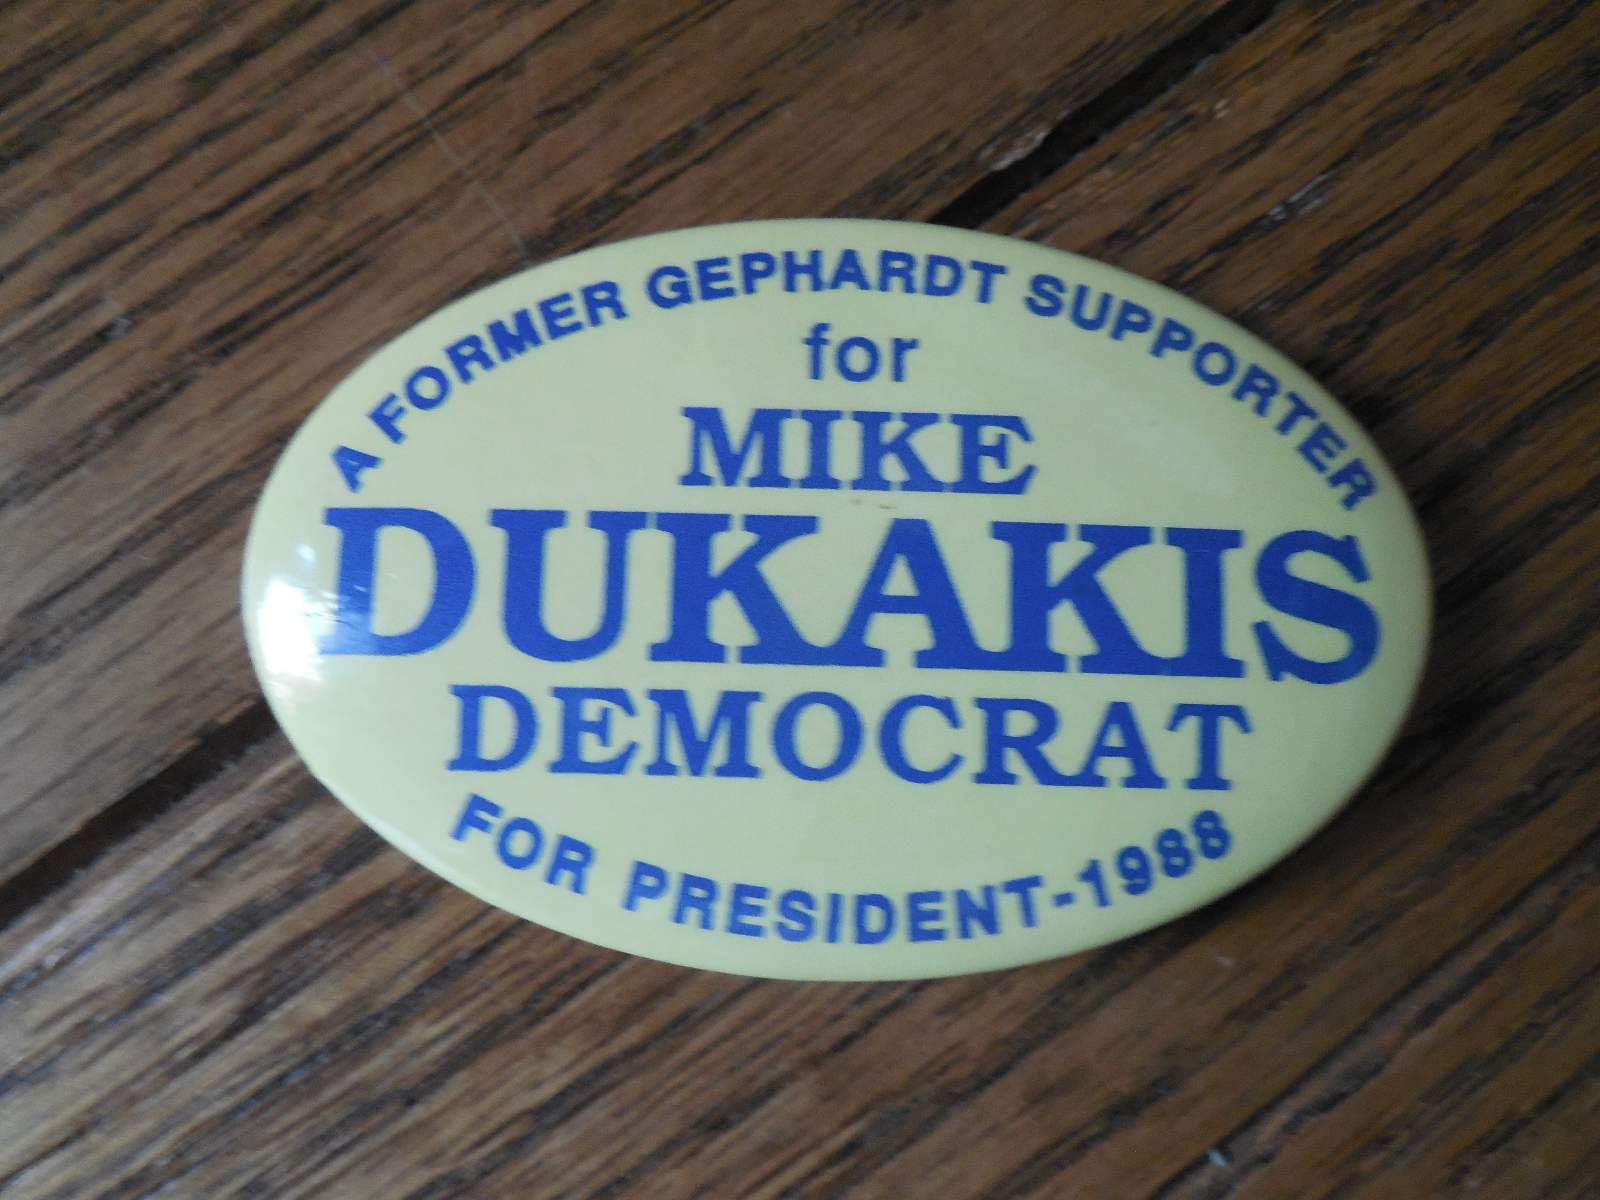 A FORMER GEPHARDT SUPPORTER
for
MIKE
DUKAKIS
DEMOCRAT
FOR PRESIDENT-1988